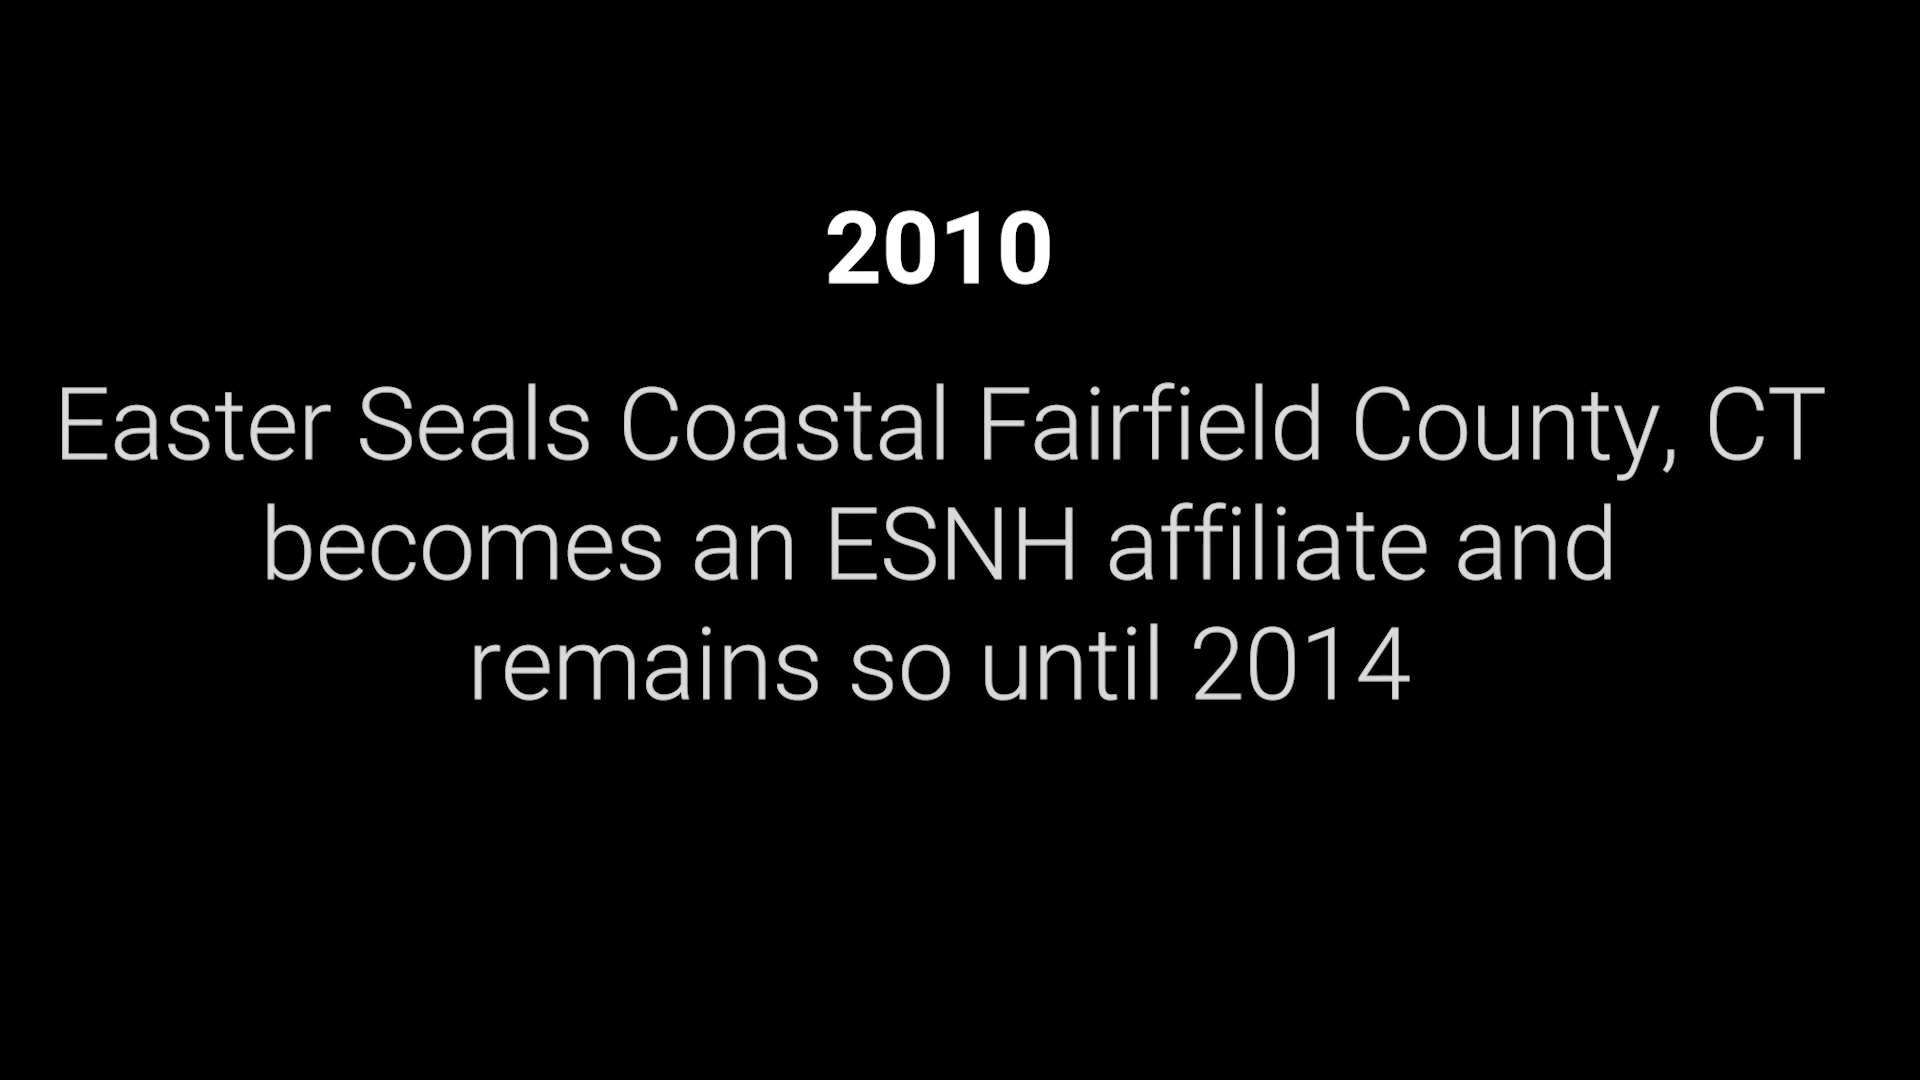 2010
Easter Seals Coastal Fairfield County, CT
becomes an ESNH affiliate and
remains so until 2014